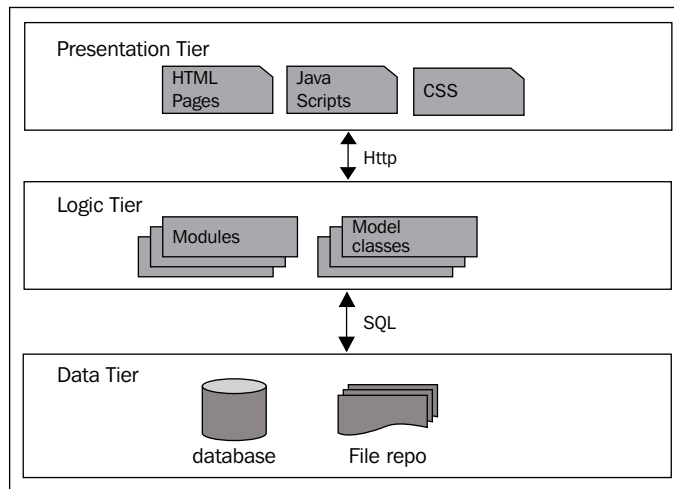 Presentation Tier
HTML
Pages
Java
Scripts
CSS
Http
Logic Tier
Modules
Model
classes
SQL
Data Tier
database
File repo